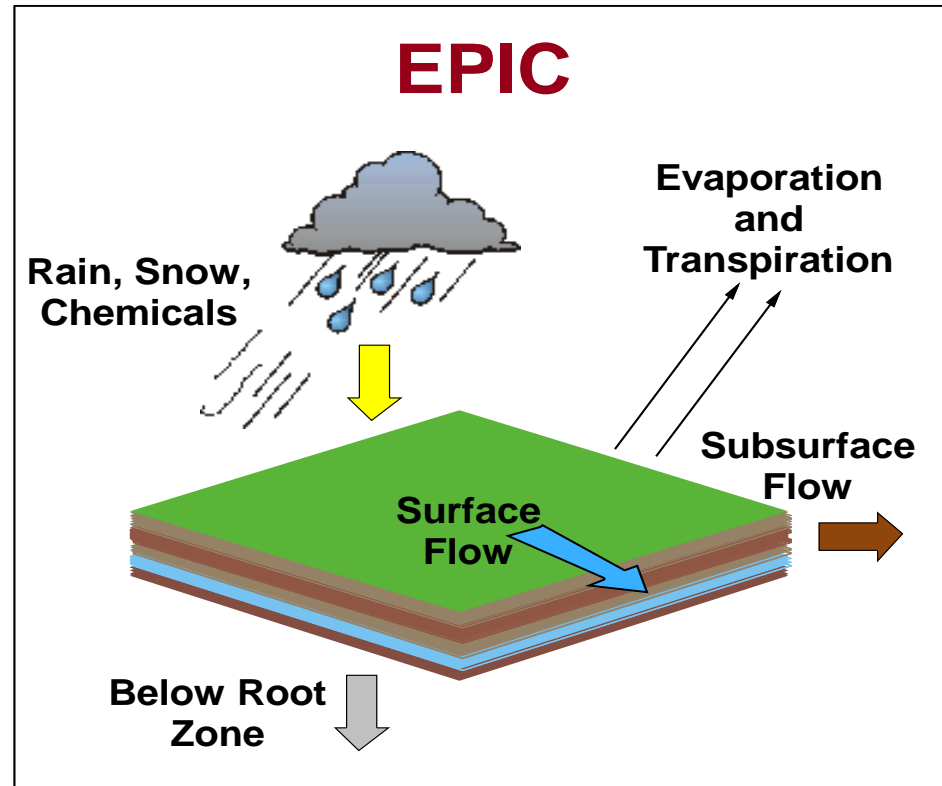 EPIC
Evaporation
and
Transpiration
Rain, Snow,
Chemicals
Subsurface
Flow
Surface
Flow
Below Root
Zone